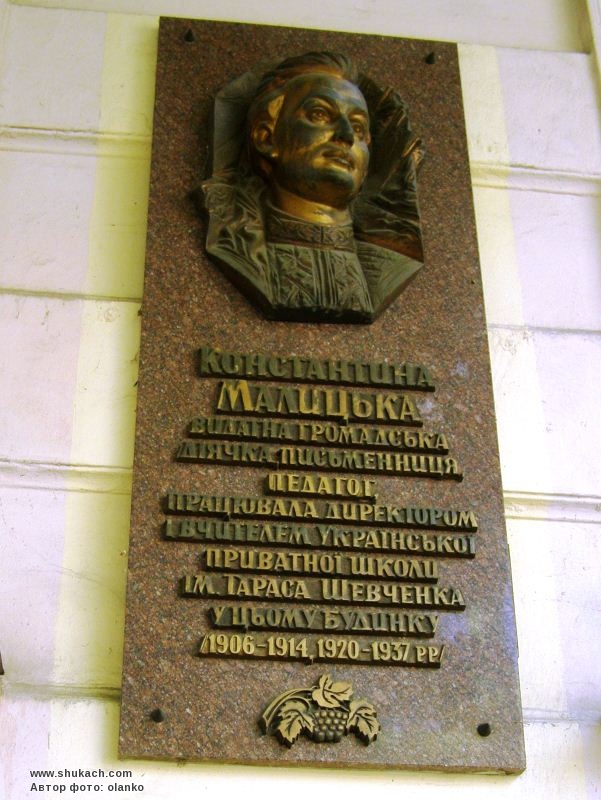 КОНСТАНТИНА
МАЛИЦЬКА
ВИДАТНА ГРОМАДСЬКА
ДІЯЧКА, ПИСЬМЕННИЦЯ
ПЕДАГОГ,
ПРАЦЮВАЛА ДИРЕКТОРОМ
І ВЧИТЕЛЕМ УКРАЇНСЬКОЇ
ПРИВАТНОЇ ШКОЛИ
ІМ. ТАРАСА ШЕВЧЕНКА
У ЦЬОМУ БУДИНКУ
/1906-1914, 1920-1937 РР/
www.shukach.com
Автор фото: olanko